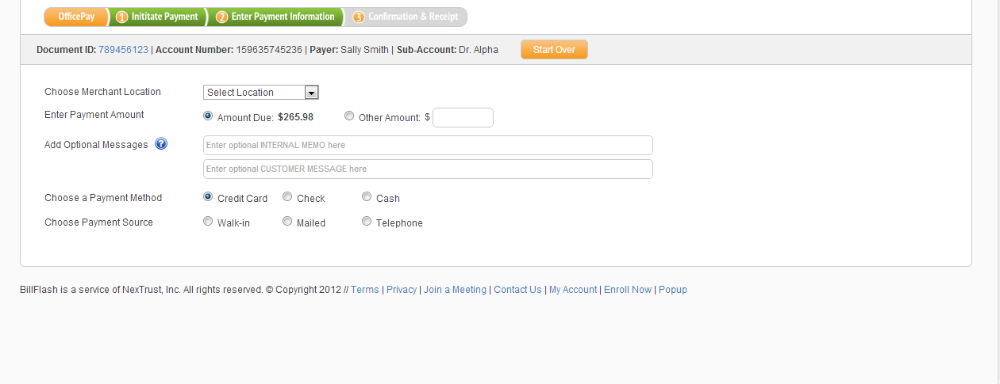 OfficePay 1 Inititate Payment 2 Enter Payment Information 3 Confirmation & Receipt
Document ID: 789456123 | Account Number: 159635745236 | Payer: Sally Smith | Sub-Account: Dr. Alpha Start Over
Choose Merchant Location Select Location
Enter Payment Amount Amount Due: $265.98 Other Amount: $
Add Optional Messages ? Enter optional INTERNAL MEMO here
Enter optional CUSTOMER MESSAGE here
Choose a Payment Method Credit Card Check Cash
Choose Payment Source Walk-in Mailed Telephone
BillFlash is a service of NexTrust, Inc. All rights reserved. © Copyright 2012 // Terms | Privacy | Join a Meeting | Contact Us | My Account | Enroll Now | Popup